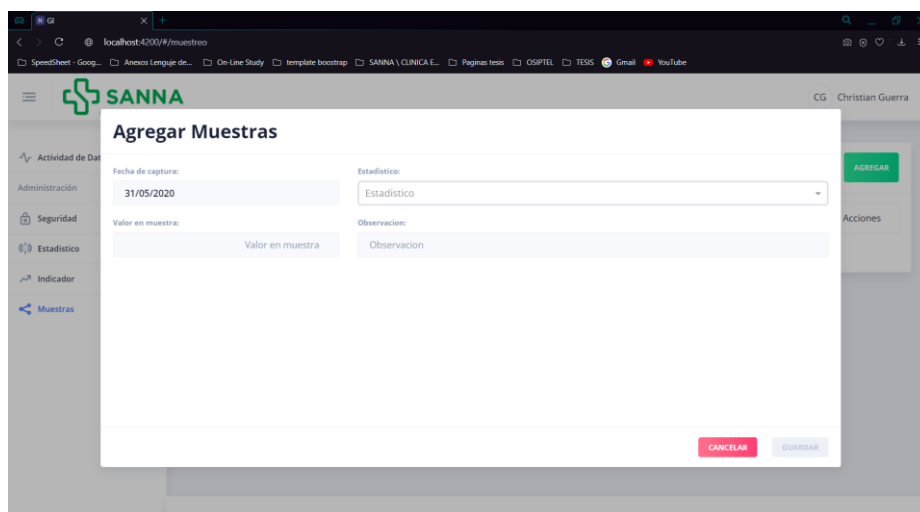 GI
localhost:4200/#/muestreo
SpeedSheet - Goog... Anexos Lenguje de... On-Line Study template boostrap SANNA \ CLINICA E... Paginas tesis OSIPTEL TESIS Gmail YouTube
SANNA
CG Christian Guerra
Agregar Muestras
Actividad de Dat
Fecha de captura: Estadistico:
AGREGAR
31/05/2020 Estadistico
Administración
Seguridad
Valor en muestra: Observacion:
Acciones
Valor en muestra Observacion
Estadistico
Indicador
Muestras
CANCELAR GUARDAR